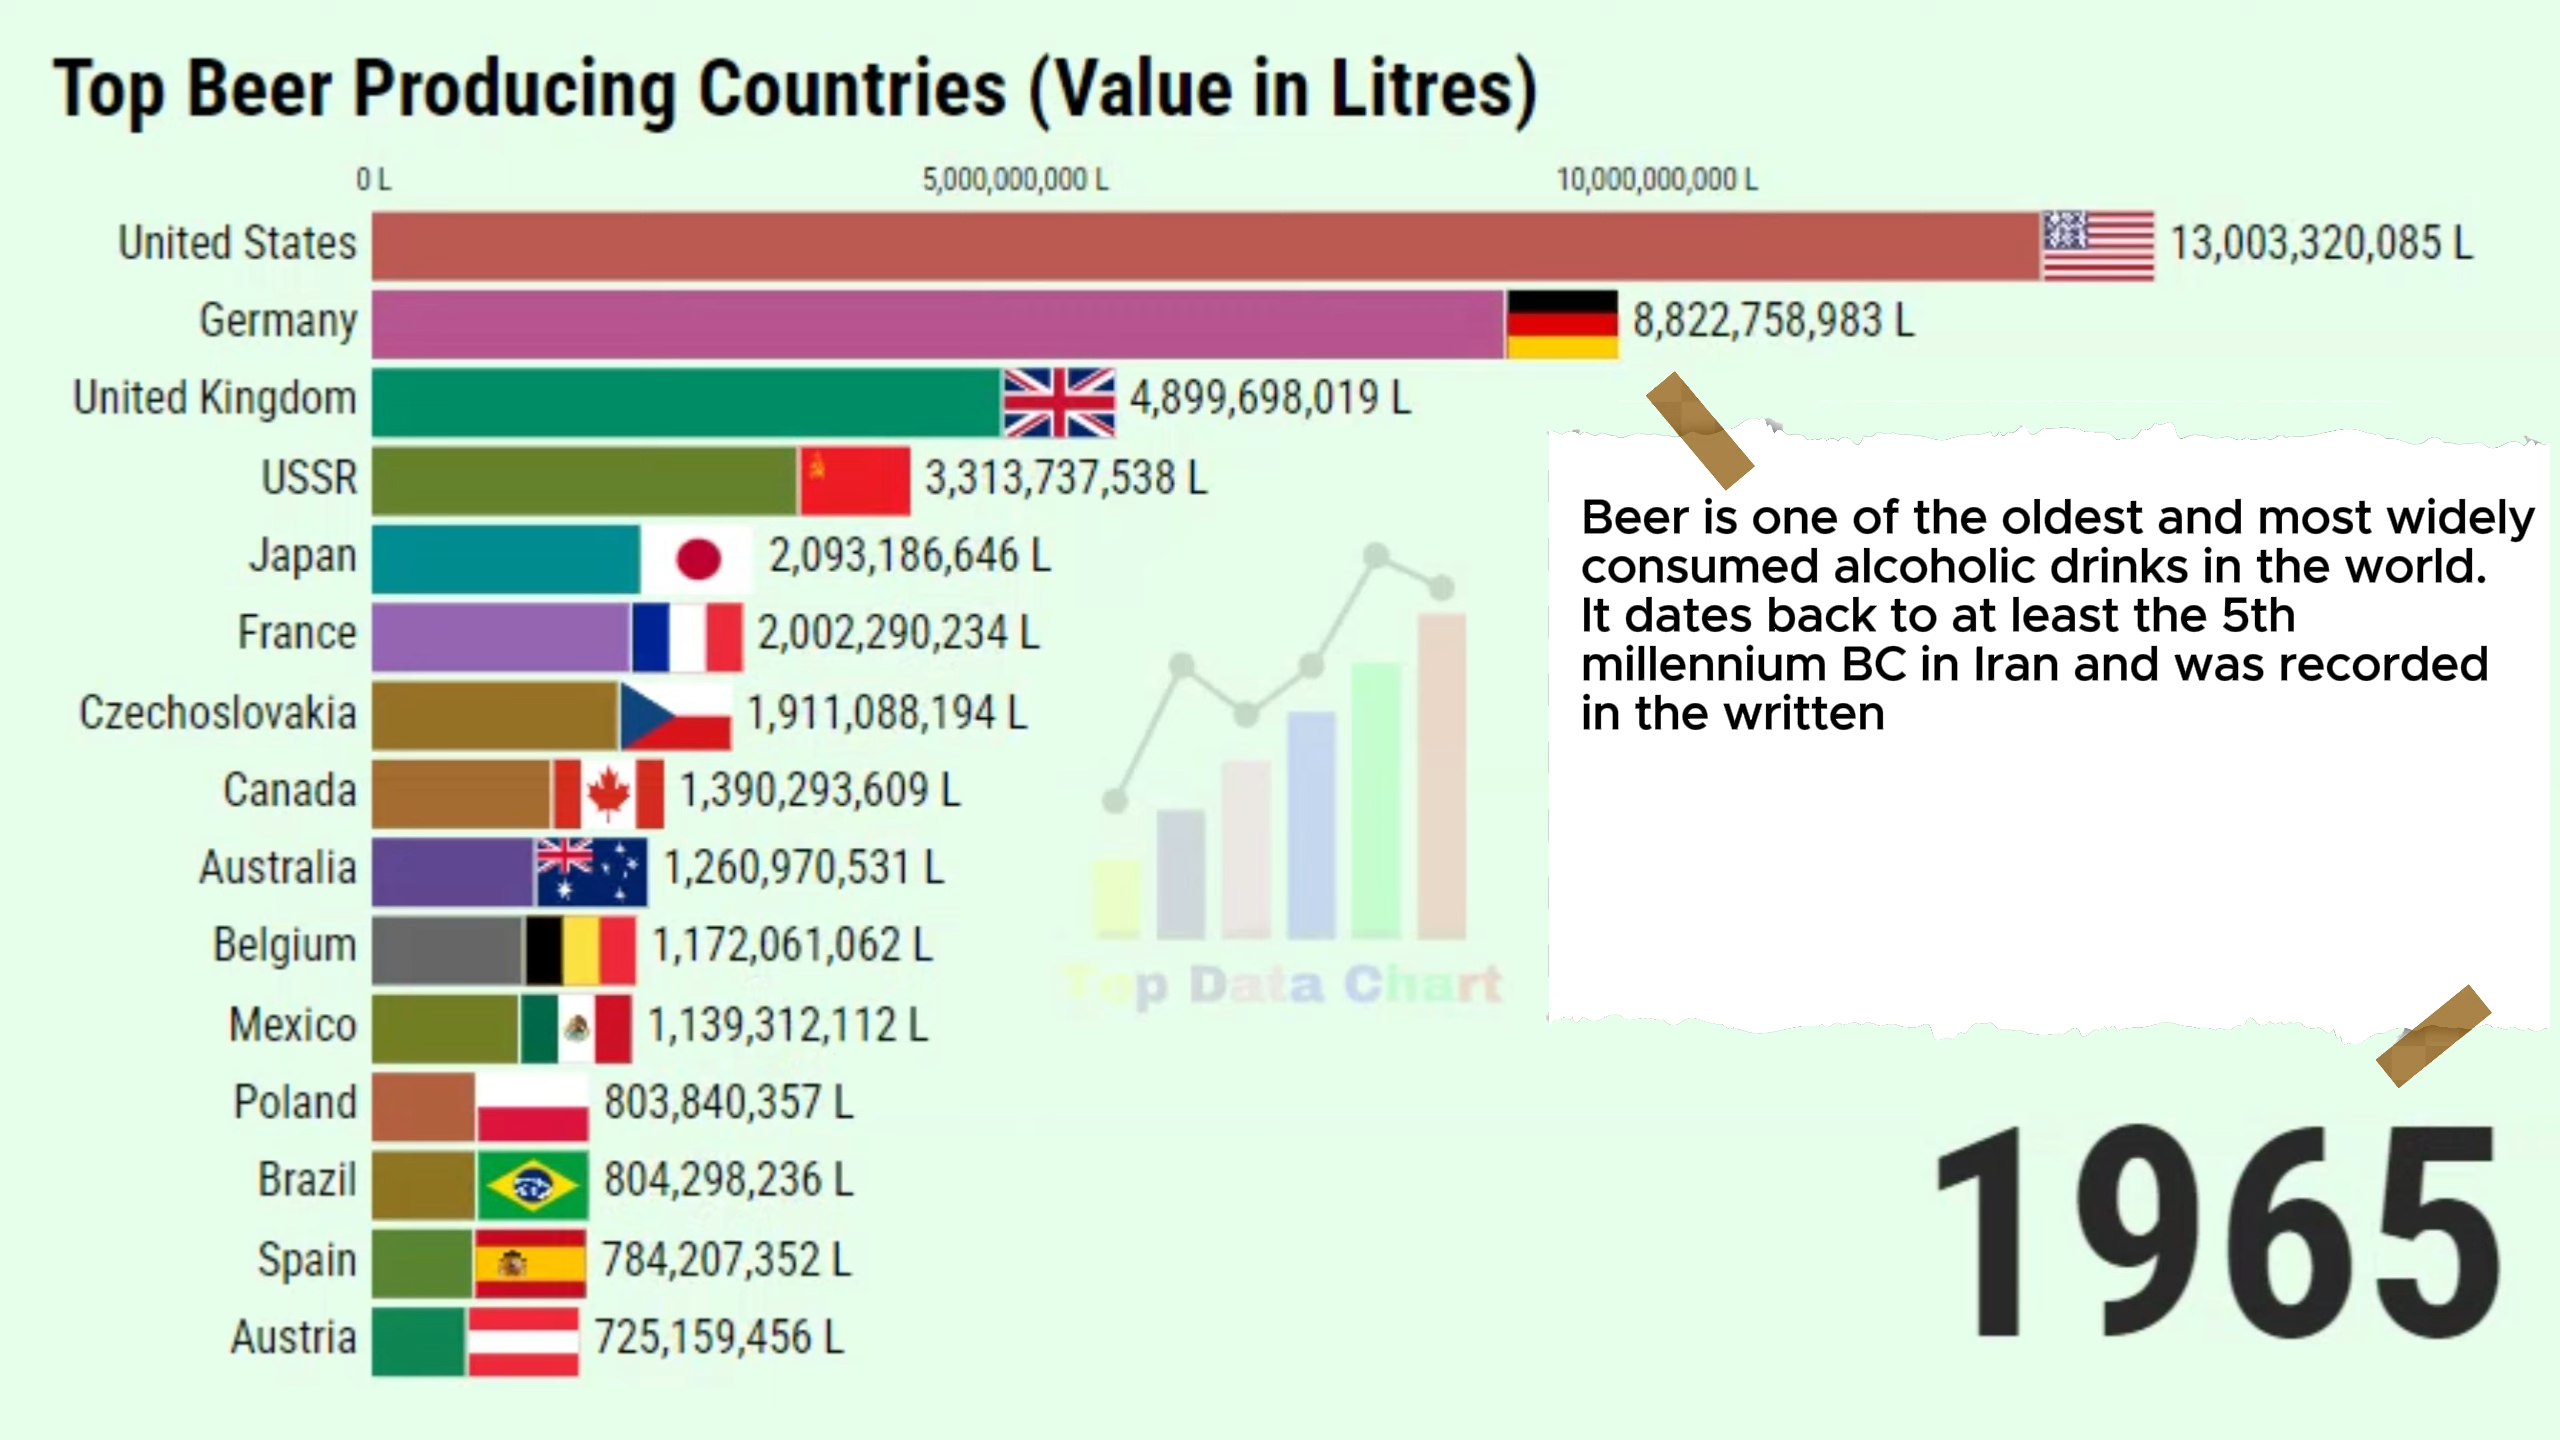 Top Beer Producing Countries (Value in Litres)
0 L 5,000,000,000 L 10,000,000,000 L
United States 13,003,320,085 L
Germany 8,822,758,983 L
United Kingdom 4,899,698,019 L
USSR 3,313,737,538 L
Japan 2,093,186,646 L
France 2,002,290,234 L
Czechoslovakia 1,911,088,194 L
Canada 1,390,293,609 L
Australia 1,260,970,531 L
Belgium 1,172,061,062 L
Mexico 1,139,312,112 L
Poland 803,840,357 L
Brazil 804,298,236 L
Spain 784,207,352 L
Austria 725,159,456 L
Top Data Chart
Beer is one of the oldest and most widely
consumed alcoholic drinks in the world.
It dates back to at least the 5th
millennium BC in Iran and was recorded
in the written
1965